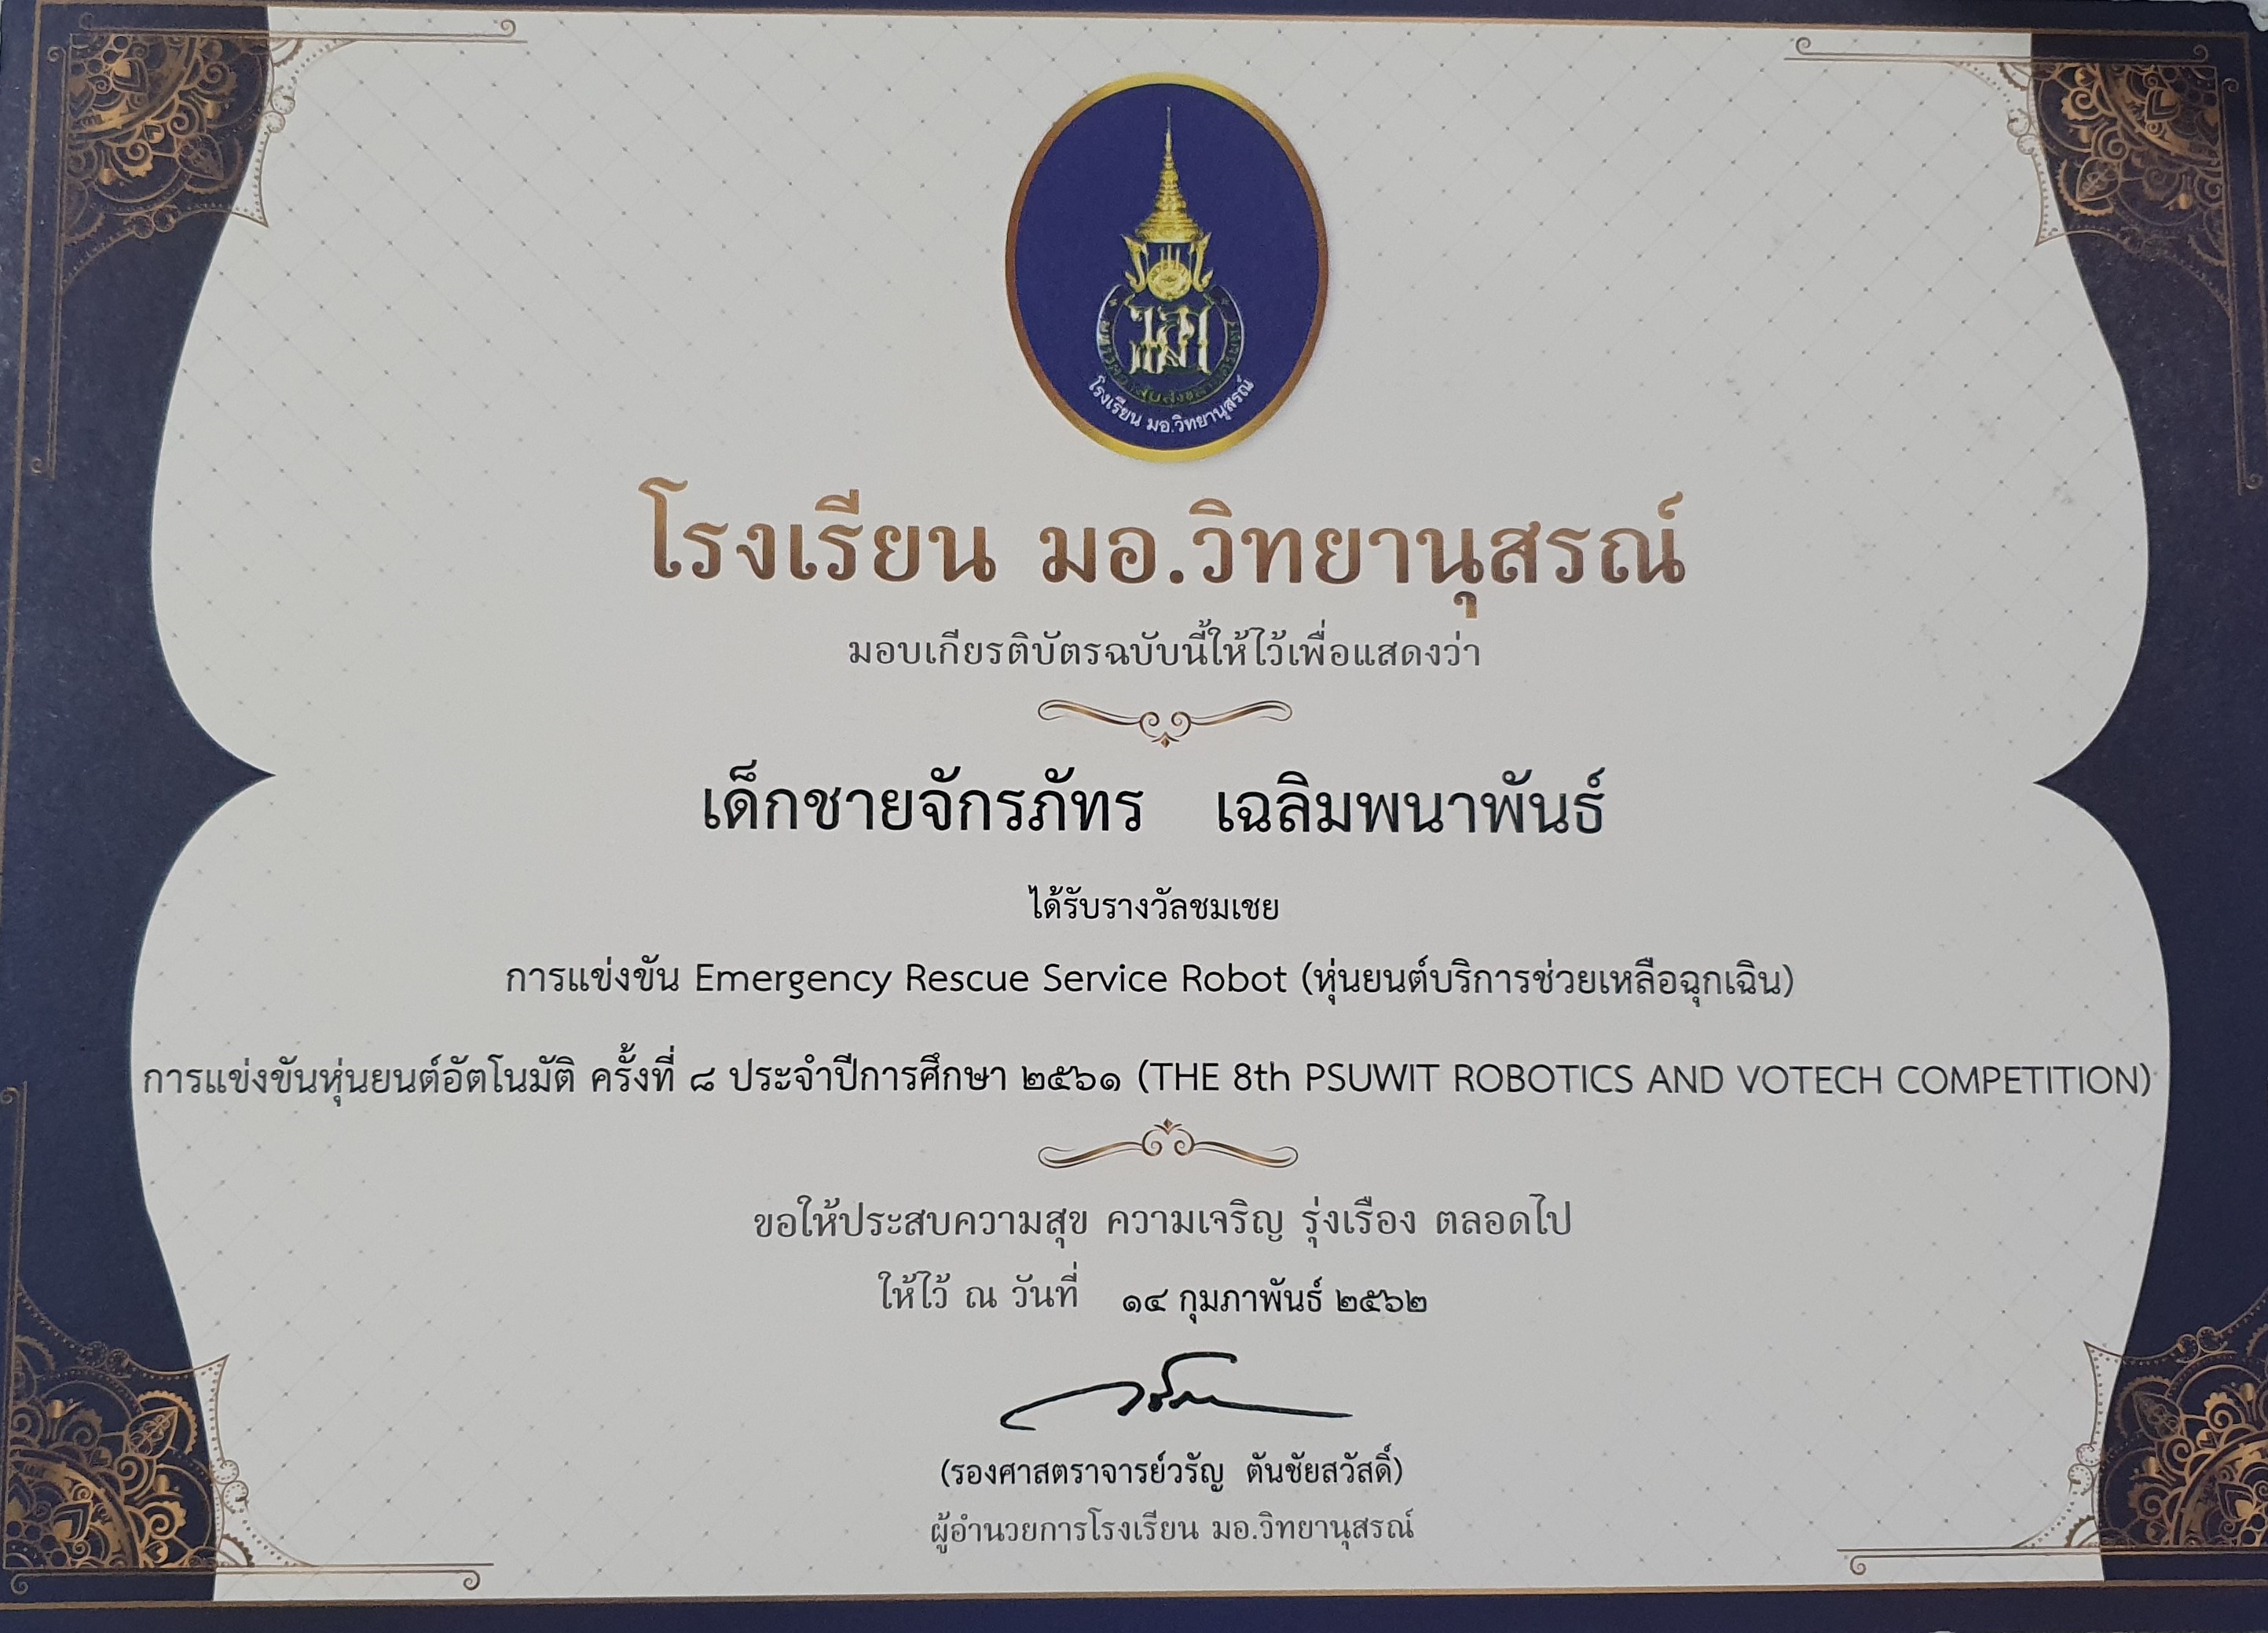 โรงเรียน มอ.วิทยานุสรณ์
โรงเรียน มอ.วิทยานุสรณ์
มอบเกียรติบัตรฉบับนี้ให้ไว้เพื่อแสดงว่า
เด็กชายจักรภัทร เฉลิมพนาพันธ์
ได้รับรางวัลชมเชย
การแข่งขัน Emergency Rescue Service Robot (หุ่นยนต์บริการช่วยเหลือฉุกเฉิน)
การแข่งขันหุ่นยนต์อัตโนมัติ ครั้งที่ ๘ ประจำปีการศึกษา ๒๕๖๑ (THE 8th PSUWIT ROBOTICS AND VOTECH COMPETITION)
ขอให้ประสบความสุข ความเจริญ รุ่งเรือง ตลอดไป
ให้ไว้ ณ วันที่ ๑๔ กุมภาพันธ์ ๒๕๖๒
(รองศาสตราจารย์วรัญ ตันชัยสวัสดิ์)
ผู้อำนวยการโรงเรียน มอ.วิทยานุสรณ์